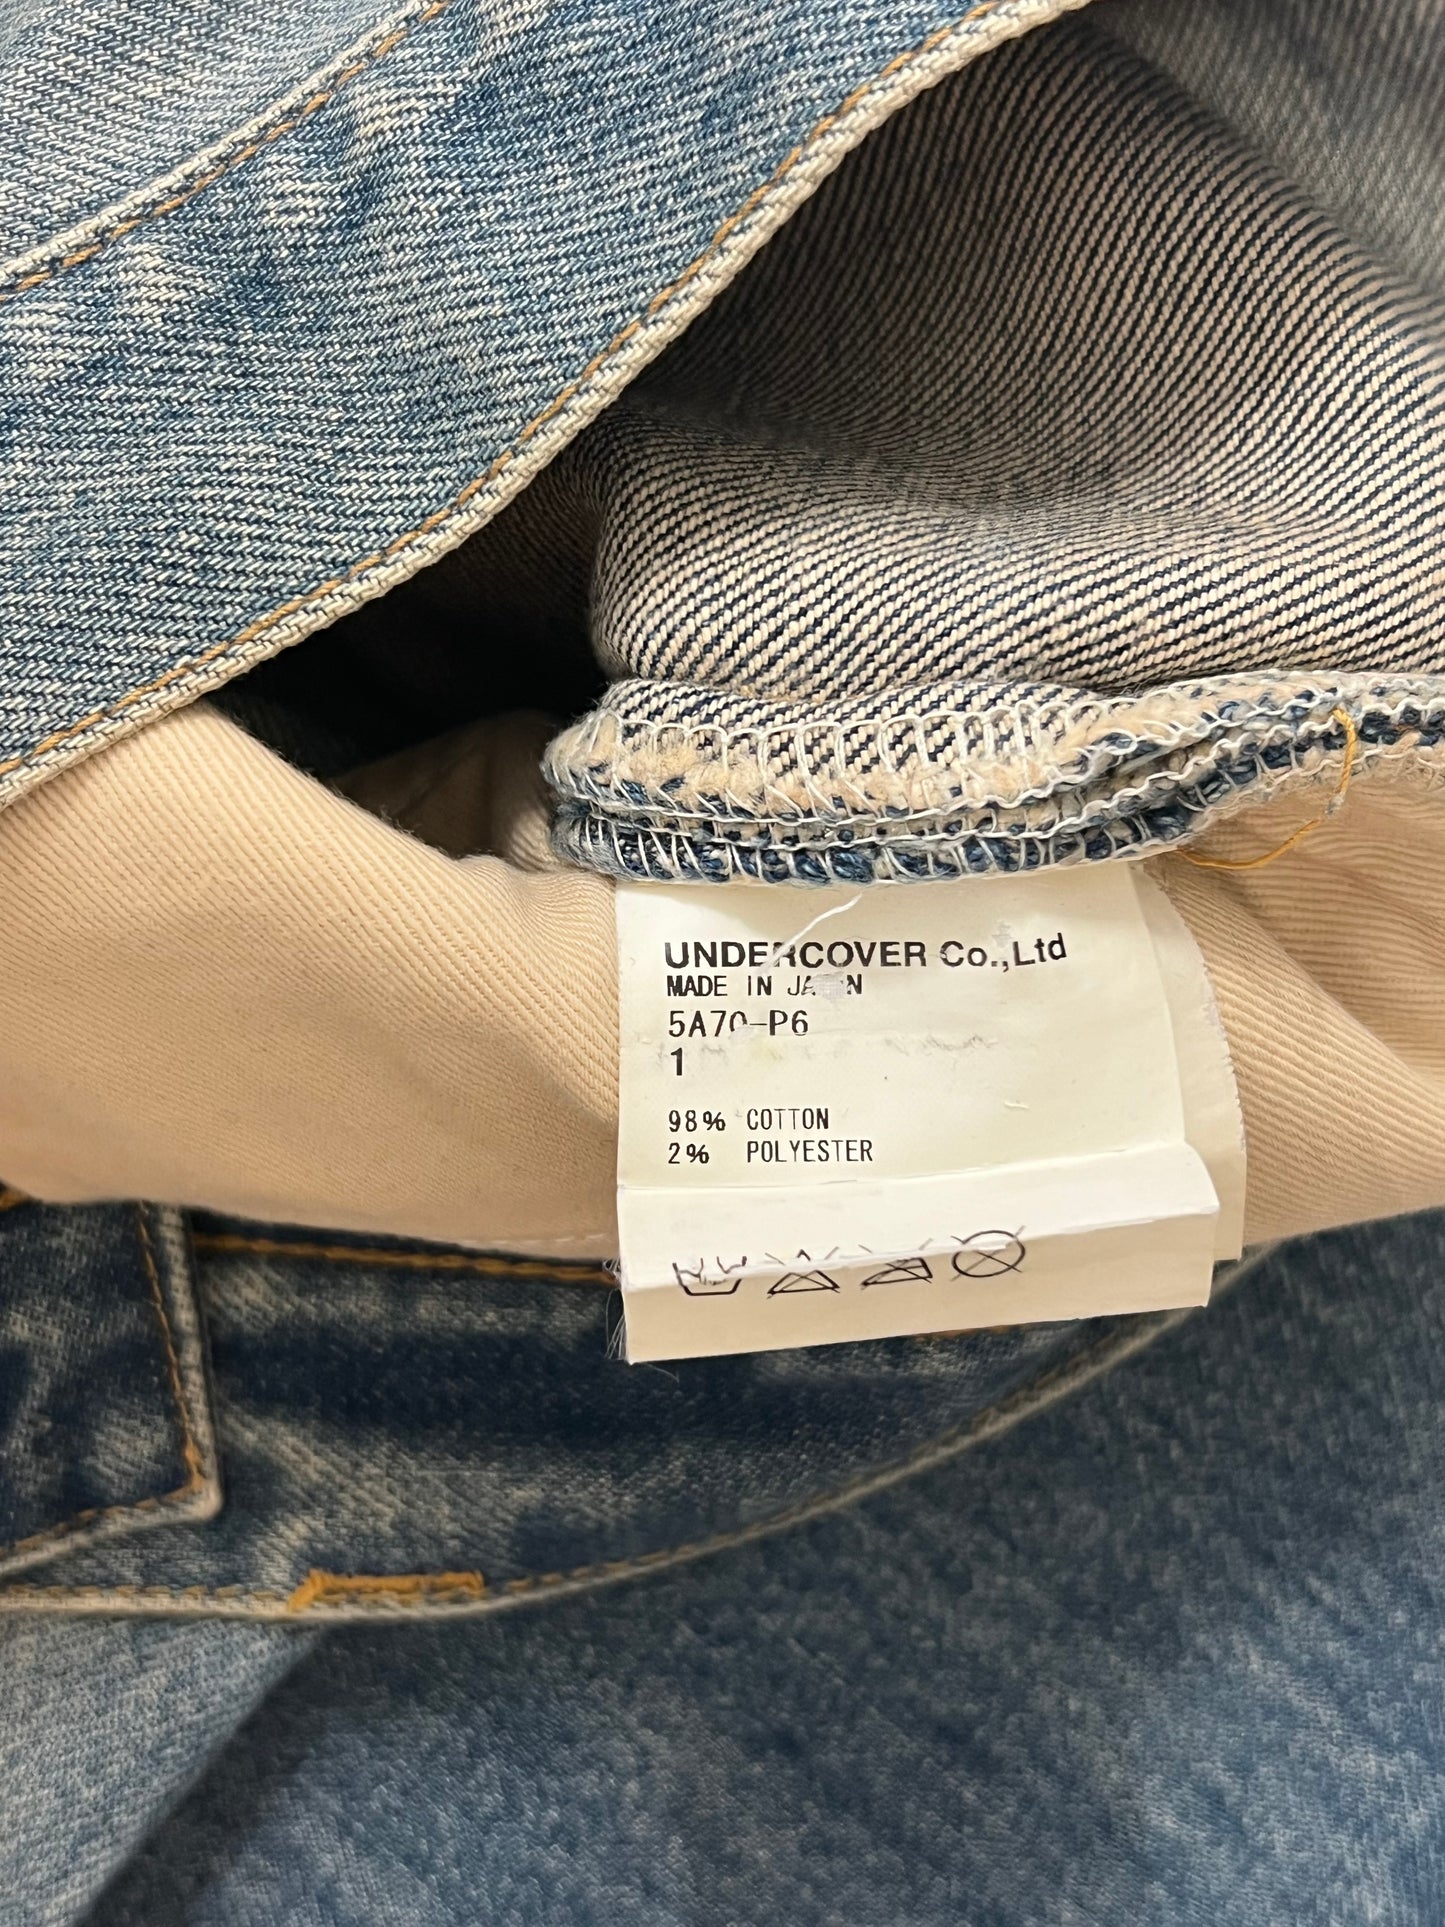 UNDERCOVER Co.,Ltd
MADE IN JAPAN
5A70-P6
1
98% COTTON
2% POLYESTER